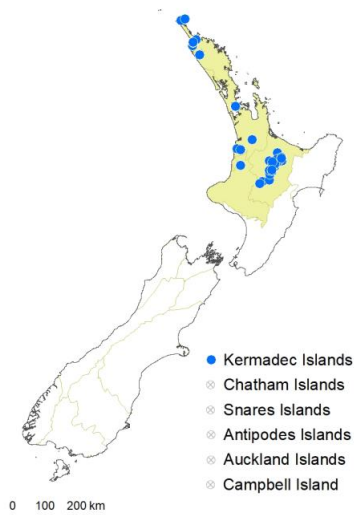 Kermadec Islands
Chatham Islands
Snares Islands
Antipodes Islands
Auckland Islands
Campbell Island
0 100 200 km